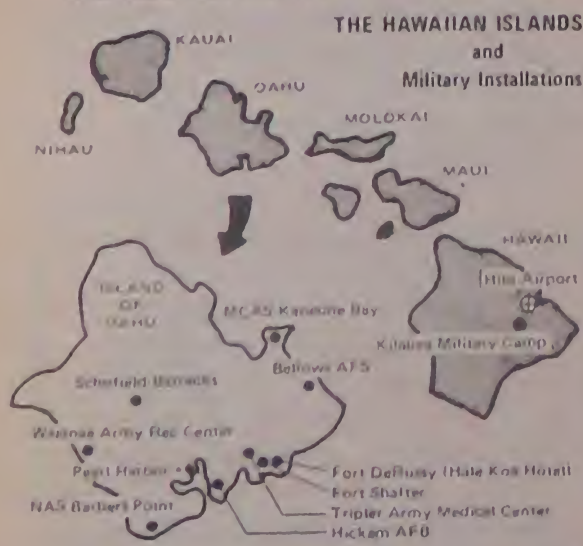 THE HAWAIIAN ISLANDS
and
Military Installations
KAUAI
OAHU
NIHAU
MOLOKAI
MAUI
HAWAII
Hilo Airport
Kilauea Military Camp
ISLAND
OF
OAHU
MCAS Kaneohe Bay
Bellows AFS
Schofield Barracks
Waianae Army Rec Center
Pearl Harbor
NAS Barbers Point
Fort DeRussy (Hale Koa Hotel)
Fort Shafter
Tripler Army Medical Center
Hickam AFB